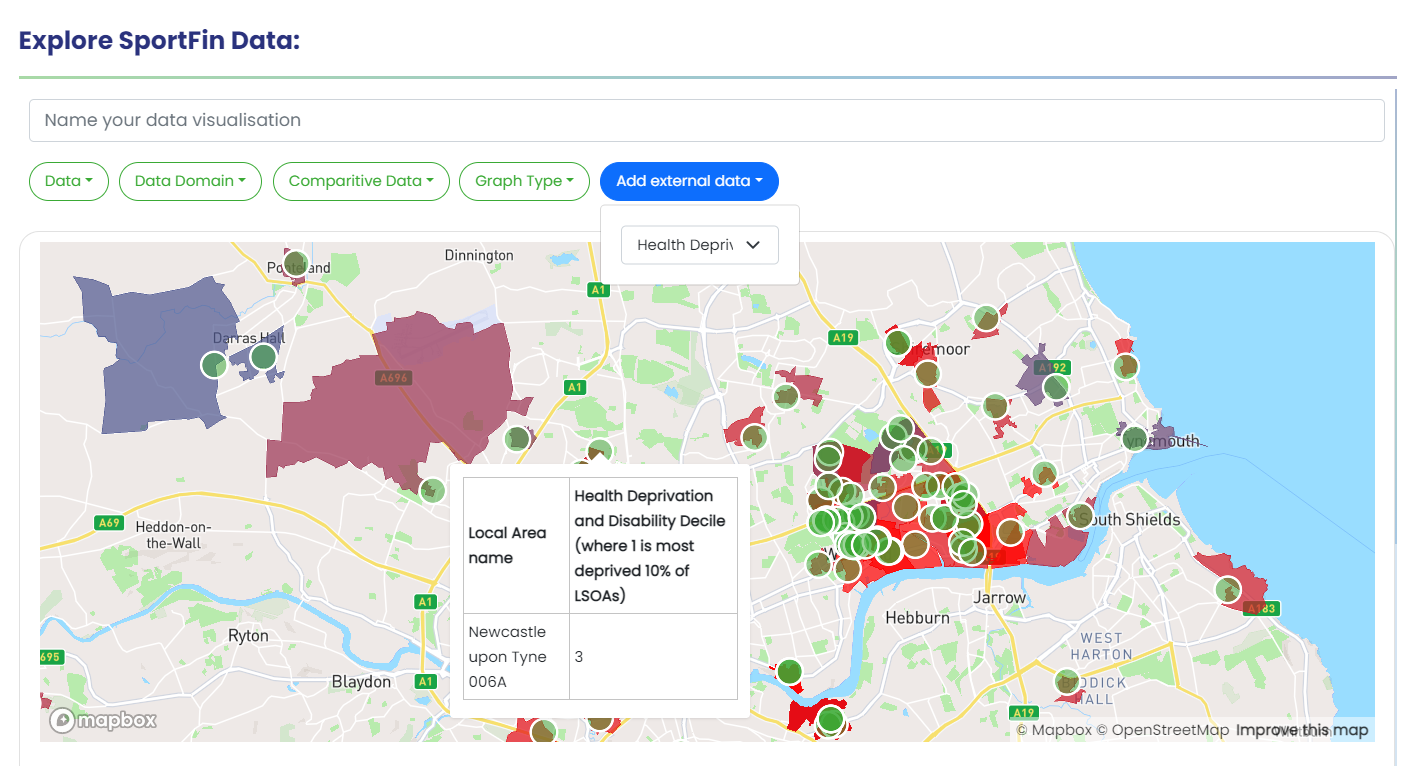 Explore SportFin Data:
Name your data visualisation
Data
Data Domain
Comparitive Data
Graph Type
Add external data
Health Depriv
Dinnington
A1
Darras Hall
A19
A696
A1
A192
A69
Heddon-on-
the-Wall
Local Area
name
Health Deprivation
and Disability Decile
(where 1 is most
deprived 10% of
LSOAs)
Newcastle
upon Tyne
006A
3
South Shields
A1
Jarrow
A183
Hebburn
Ryton
WEST
HARTON
695
Blaydon
A1
A19
mapbox
© Mapbox © OpenStreetMap Improve this map